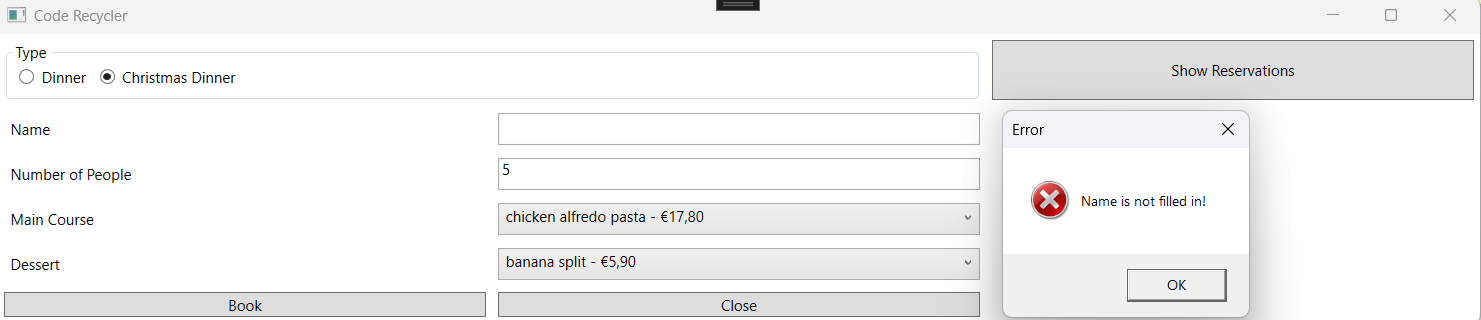 Code Recycler
Type
Dinner
Christmas Dinner
Show Reservations
Name
Number of People
5
Main Course
chicken alfredo pasta - €17,80
Dessert
banana split - €5,90
Book
Close
Error
Name is not filled in!
OK